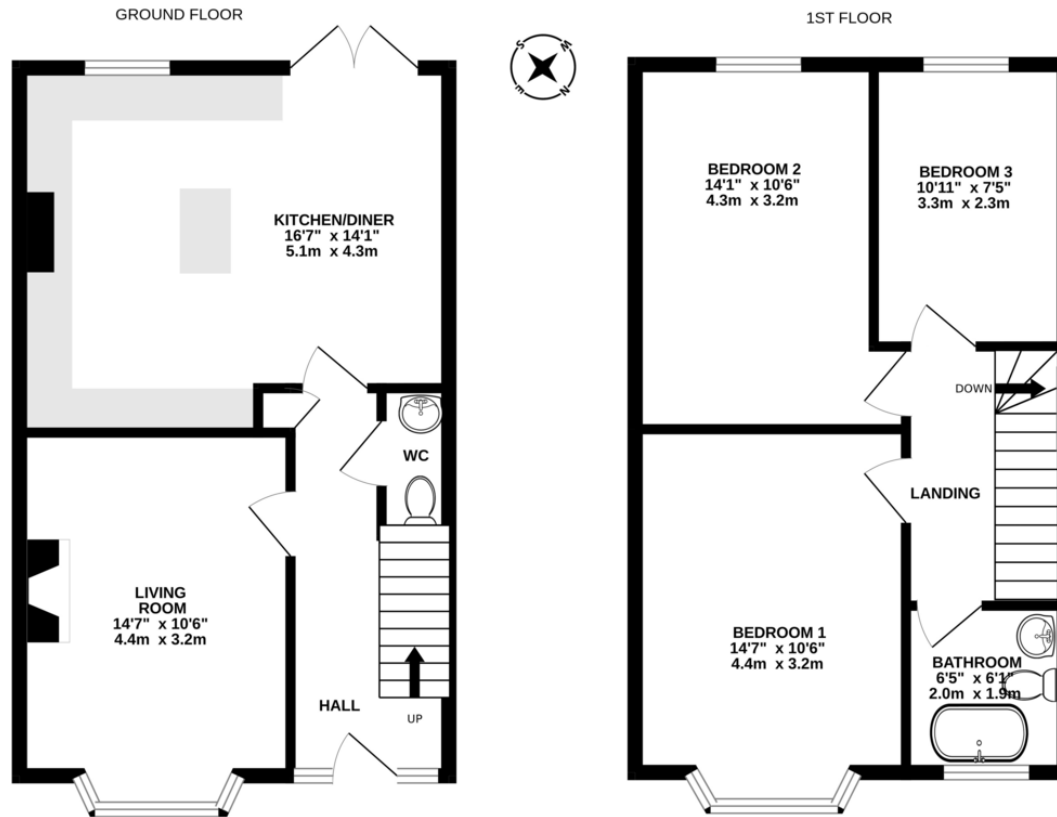 GROUND FLOOR
KITCHEN/DINER
16'7" x 14'1"
5.1m x 4.3m
WC
LIVING
ROOM
14'7" x 10'6"
4.4m x 3.2m
HALL
UP
S
W
E
N
1ST FLOOR
BEDROOM 2
14'1" x 10'6"
4.3m x 3.2m
BEDROOM 3
10'11" x 7'5"
3.3m x 2.3m
DOWN
LANDING
BEDROOM 1
14'7" x 10'6"
4.4m x 3.2m
BATHROOM
6'5" x 6'1"
2.0m x 1.9m